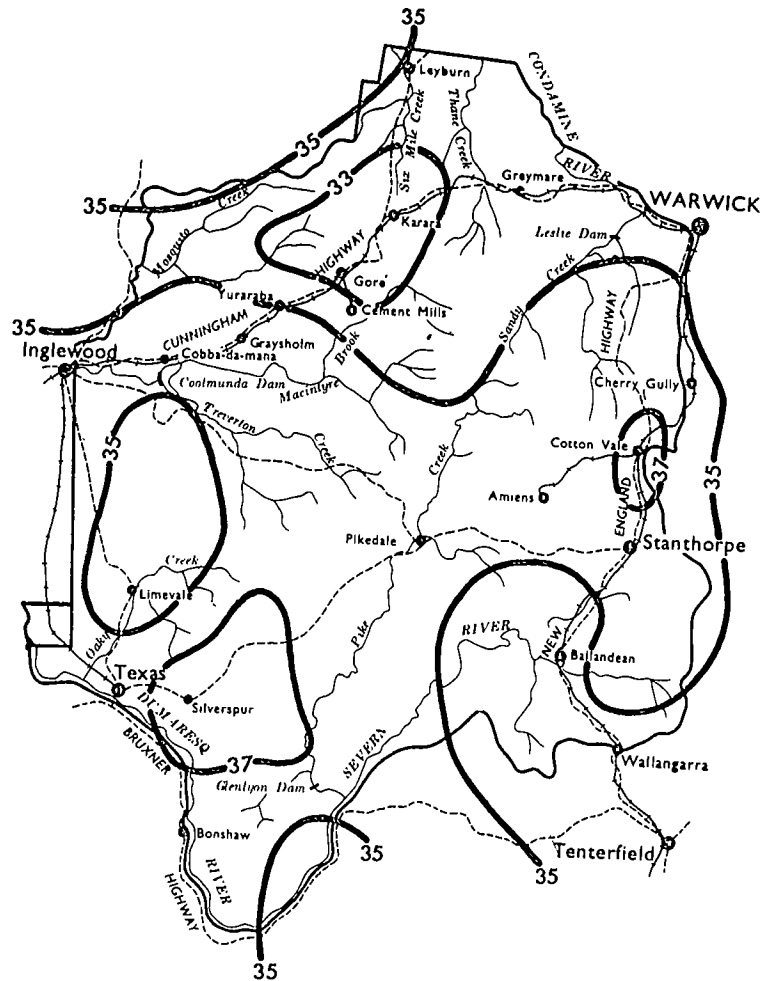 35
Leyburn
CONDAMINE
RIVER
Six Mile Creek
Thane
Creek
35
33
35
Creek
Mosquito
Greymare
WARWICK
Karara
Leslie Dam
HIGHWAY
Gore
Creek
Yuraraba
Cement Mills
35
CUNNINGHAM
Sandy
HIGHWAY
Inglewood
Graysholm
Brook
Cobba-da-mana
Coolmunda Dam
Macintyre
Cherry Gully
Treverton
Creek
35
Creek
Cotton Vale
37
35
Amiens
ENGLAND
Pikedale
Stanthorpe
Creek
Limevale
Pike
RIVER
NEW
Oaky
Ballandean
Texas
Silverspur
DUMARESQ
BRUXNER
37
SEVERN
Wallangarra
Glenlyon Dam
Bonshaw
35
Tenterfield
35
RIVER
HIGHWAY
35